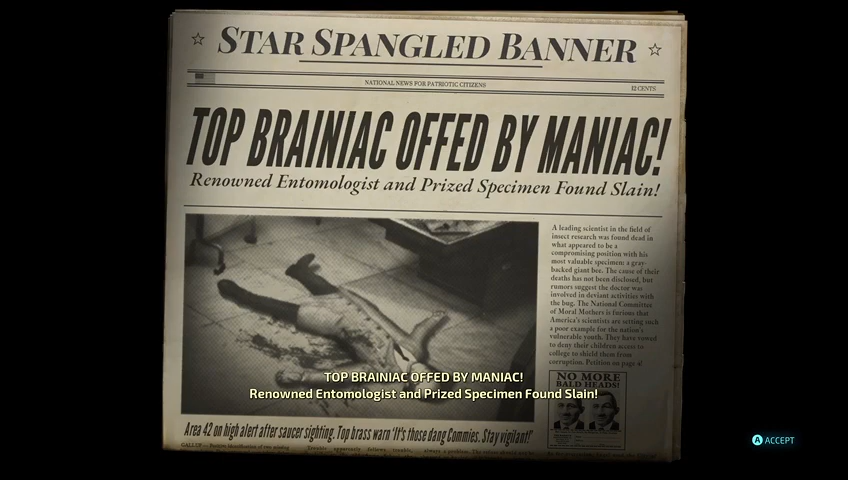 STAR SPANGLED BANNER
NATIONAL NEWS FOR PATRIOTIC CITIZENS
12 CENTS
TOP BRAINIAC OFFED BY MANIAC!
Renowned Entomologist and Prized Specimen Found Slain!
A leading scientist in the field of
insect research was found dead in
what appeared to be a
compromising position with his
most valuable specimen: a gray-
backed giant bee. The cause of their
deaths has not been disclosed, but
rumors suggest the doctor was
involved in deviant activities with
the bug. The National Committee
of Moral Mothers is furious that
America's scientists are setting such
a poor example for the nation's
vulnerable youth. They have vowed
to deny their children access to
college to shield them from
corruption. Petition on page
NO MORE
BALD HEADS!
TOP BRAINIAC OFFED BY MANIAC!
Renowned Entomologist and Prized Specimen Found Slain!
Area 42 on high alert after saucer sighting. Top brass warn 'It's those dang Commies. Stay vigilant!'
A ACCEPT